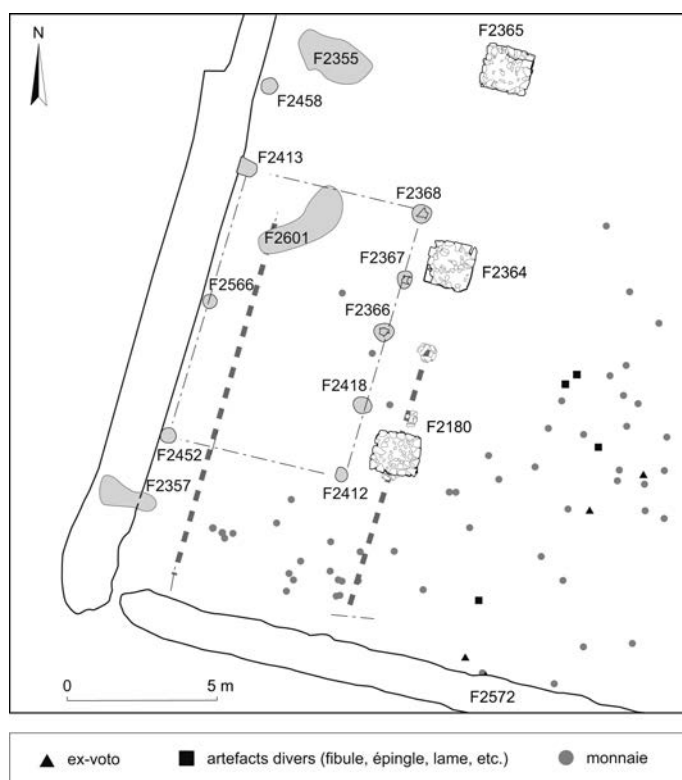 N
F2365
F2355
F2458
F2413
F2368
F2601
F2367
F2364
F2566
F2366
F2418
F2180
F2452
F2357
F2412
0 5 m
F2572
ex-voto artefacts divers (fibule, épingle, lame, etc.) monnaie